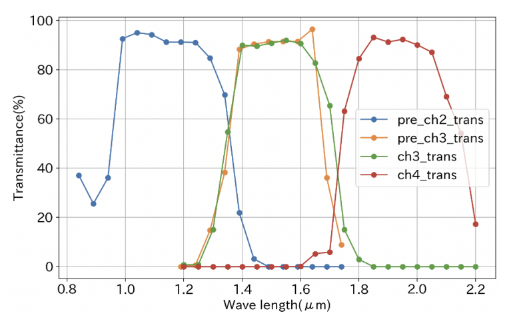 Transmittance(%)
100
80
60
40
20
0
pre_ch2_trans
pre_ch3_trans
ch3_trans
ch4_trans
0.8 1.0 1.2 1.4 1.6 1.8 2.0 2.2
Wave length(μm)